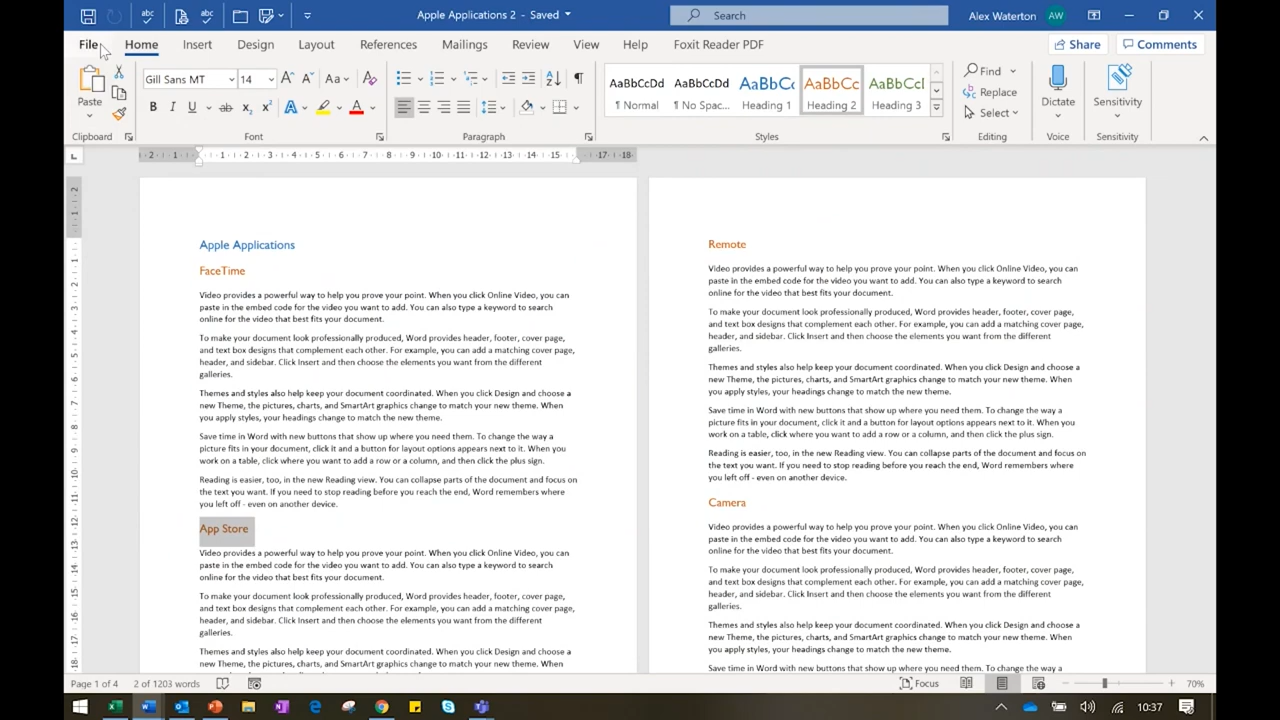 Apple Applications 2 - Saved
Search
Alex Waterton
AW
File
Home
Insert
Design
Layout
References
Mailings
Review
View
Help
Foxit Reader PDF
Share
Comments
Paste
Gill Sans MT
14
AaBbCcDd
AaBbCcDd
AaBbCc
AaBbCc
AaBbCcl
¶ Normal
¶ No Spac...
Heading 1
Heading 2
Heading 3
Find
Replace
Select
Dictate
Sensitivity
Clipboard
Font
Paragraph
Styles
Editing
Voice
Sensitivity
Apple Applications
FaceTime
Video provides a powerful way to help you prove your point. When you click Online Video, you can
paste in the embed code for the video you want to add. You can also type a keyword to search
online for the video that best fits your document.
To make your document look professionally produced, Word provides header, footer, cover page,
and text box designs that complement each other. For example, you can add a matching cover page,
header, and sidebar. Click Insert and then choose the elements you want from the different
galleries.
Themes and styles also help keep your document coordinated. When you click Design and choose a
new Theme, the pictures, charts, and SmartArt graphics change to match your new theme. When
you apply styles, your headings change to match the new theme.
Save time in Word with new buttons that show up where you need them. To change the way a
picture fits in your document, click it and a button for layout options appears next to it. When you
work on a table, click where you want to add a row or a column, and then click the plus sign.
Reading is easier, too, in the new Reading view. You can collapse parts of the document and focus on
the text you want. If you need to stop reading before you reach the end, Word remembers where
you left off - even on another device.
App Store
Video provides a powerful way to help you prove your point. When you click Online Video, you can
paste in the embed code for the video you want to add. You can also type a keyword to search
online for the video that best fits your document.
To make your document look professionally produced, Word provides header, footer, cover page,
and text box designs that complement each other. For example, you can add a matching cover page,
header, and sidebar. Click Insert and then choose the elements you want from the different
galleries.
Themes and styles also help keep your document coordinated. When you click Design and choose a
new Theme, the pictures, charts, and SmartArt graphics change to match your new theme. When
Remote
Video provides a powerful way to help you prove your point. When you click Online Video, you can
paste in the embed code for the video you want to add. You can also type a keyword to search
online for the video that best fits your document.
To make your document look professionally produced, Word provides header, footer, cover page,
and text box designs that complement each other. For example, you can add a matching cover page,
header, and sidebar. Click Insert and then choose the elements you want from the different
galleries.
Themes and styles also help keep your document coordinated. When you click Design and choose a
new Theme, the pictures, charts, and SmartArt graphics change to match your new theme. When
you apply styles, your headings change to match the new theme.
Save time in Word with new buttons that show up where you need them. To change the way a
picture fits in your document, click it and a button for layout options appears next to it. When you
work on a table, click where you want to add a row or a column, and then click the plus sign.
Reading is easier, too, in the new Reading view. You can collapse parts of the document and focus on
the text you want. If you need to stop reading before you reach the end, Word remembers where
you left off - even on another device.
Camera
Video provides a powerful way to help you prove your point. When you click Online Video, you can
paste in the embed code for the video you want to add. You can also type a keyword to search
online for the video that best fits your document.
To make your document look professionally produced, Word provides header, footer, cover page,
and text box designs that complement each other. For example, you can add a matching cover page,
header, and sidebar. Click Insert and then choose the elements you want from the different
galleries.
Themes and styles also help keep your document coordinated. When you click Design and choose a
new Theme, the pictures, charts, and SmartArt graphics change to match your new theme. When
you apply styles, your headings change to match the new theme.
Save time in Word with new buttons that show up where you need them. To change the way a
Page 1 of 4
2 of 1203 words
Focus
70%
10:37